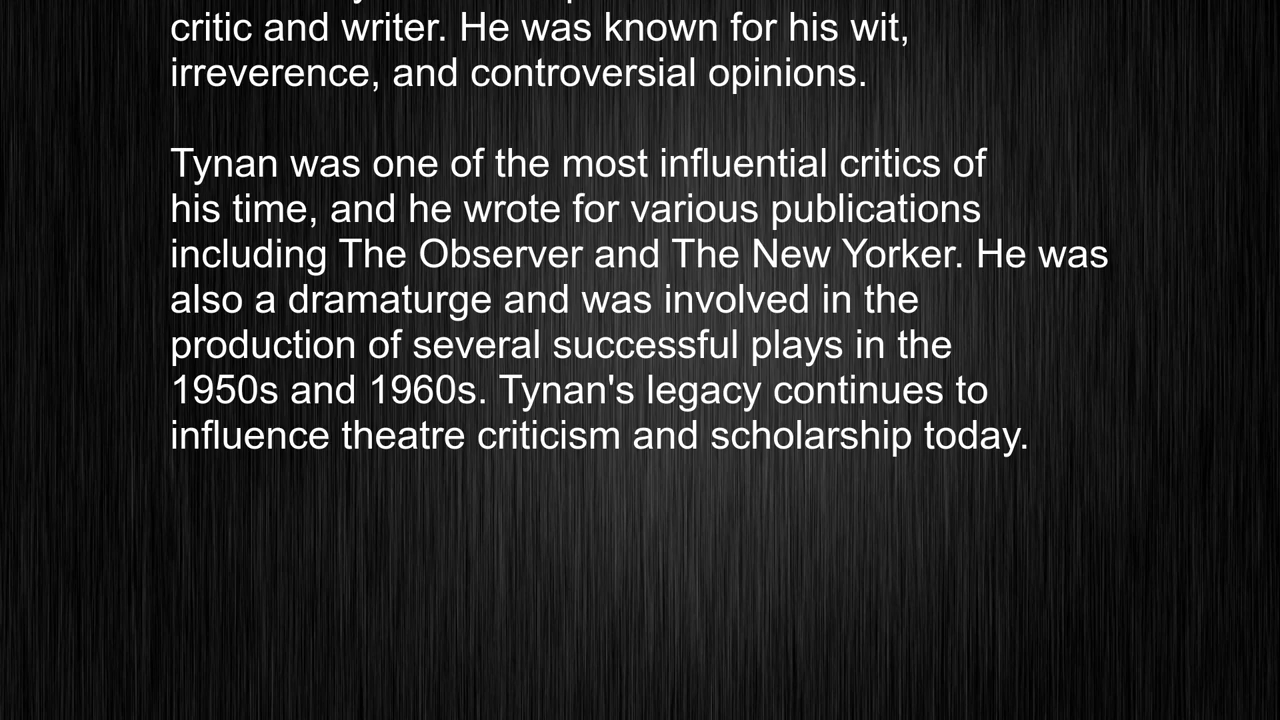 critic and writer. He was known for his wit,
irreverence, and controversial opinions.
Tynan was one of the most influential critics of
his time, and he wrote for various publications
including The Observer and The New Yorker. He was
also a dramaturge and was involved in the
production of several successful plays in the
1950s and 1960s. Tynan's legacy continues to
influence theatre criticism and scholarship today.